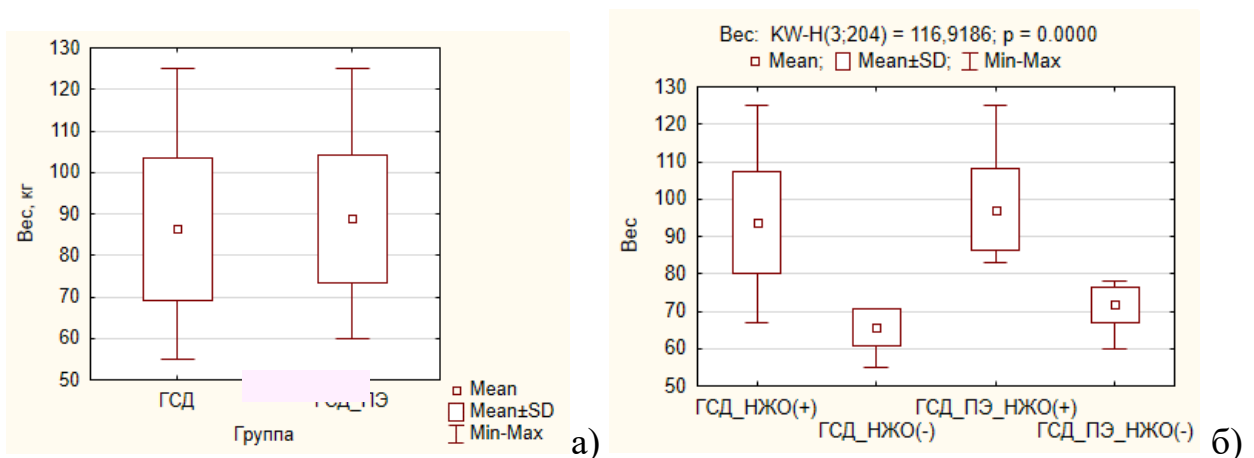 130
120
110
100
90
80
70
60
50
Вес, кг
ГСД
ГСД_ПЭ
Группа
Mean
Mean±SD
Min-Max
а)
Вес: KW-H(3;204) = 116,9186; p = 0.0000
Mean; Mean±SD; Min-Max
130
120
110
100
90
80
70
60
50
Вес
ГСД_НЖО(+)
ГСД_НЖО(-)
ГСД_ПЭ_НЖО(+)
ГСД_ПЭ_НЖО(-)
б)